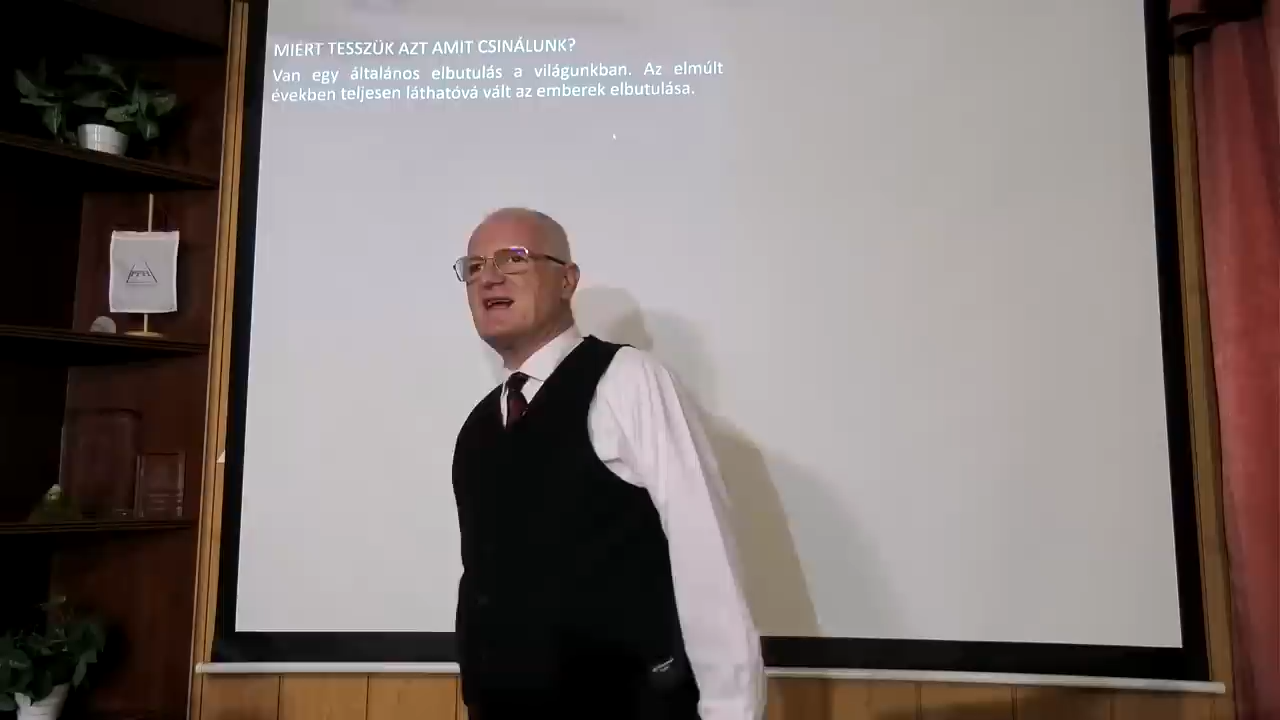 MIÉRT TESSZÜK AZT AMIT CSINÁLUNK?
Van egy általános elbutulás a világunkban. Az elmúlt
években teljesen láthatóvá vált az emberek elbutulása.